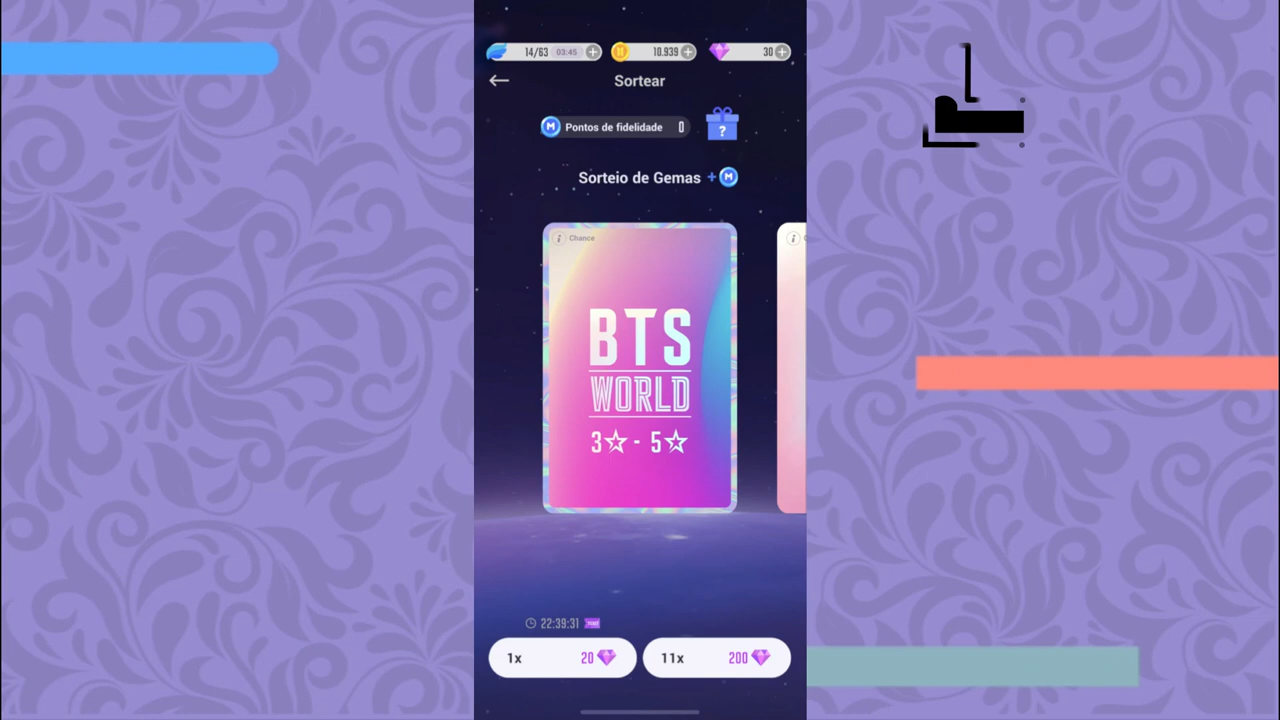 14/63 03:45 10.939 30
Sortear
M Pontos de fidelidade 0
?
Sorteio de Gemas + M
i Chance
BTS
WORLD
3☆ - 5☆
22:39:31
1x 20
11x 200